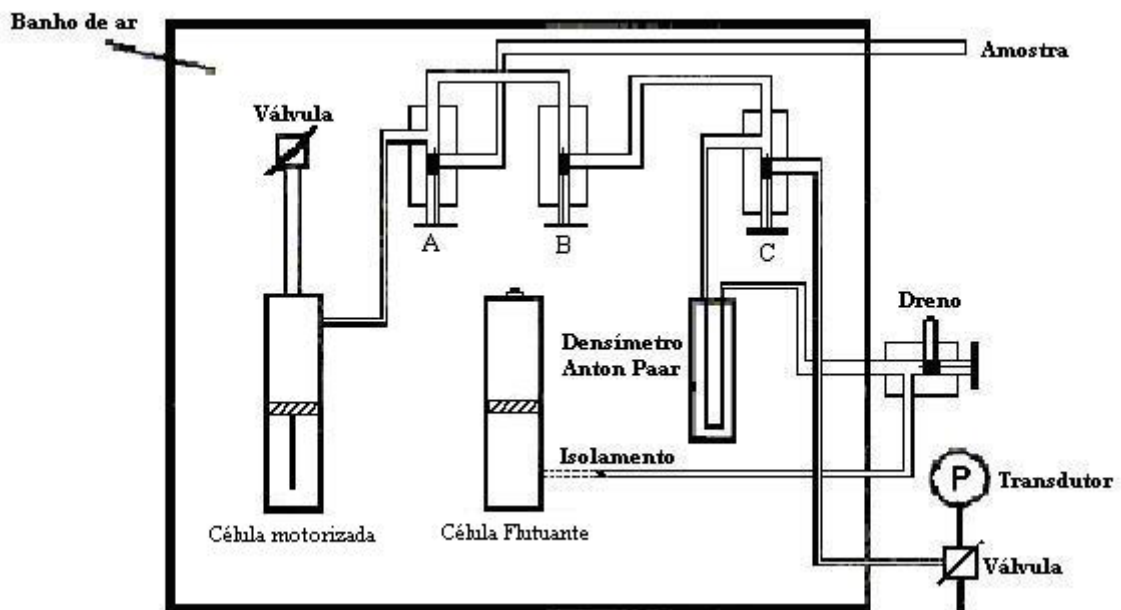 Banho de ar
Amostra
Válvula
A
B
C
Dreno
Densímetro
Anton Paar
Isolamento
P
Transdutor
Célula motorizada
Célula Flutuante
Válvula